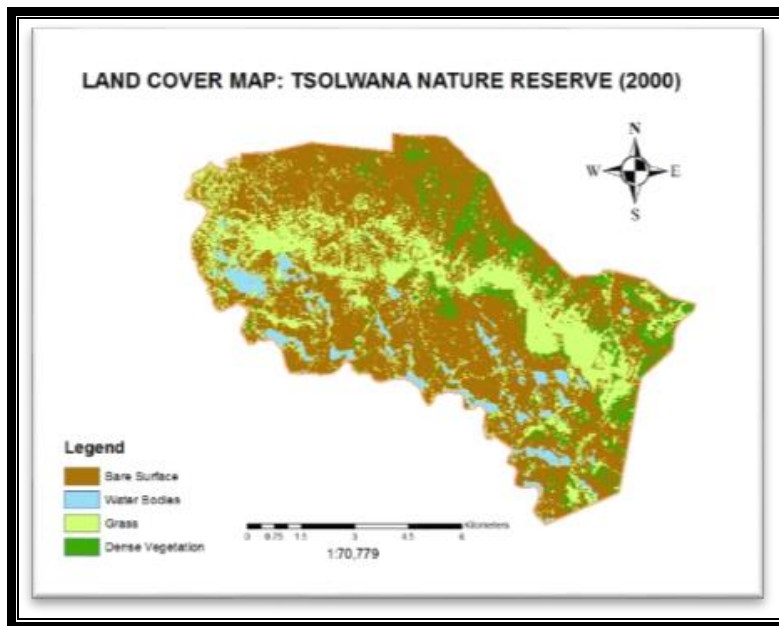 LAND COVER MAP: TSOLWANA NATURE RESERVE (2000)
N
W E
S
Legend
Bare Surface
Water Bodies
Grass
Dense Vegetation
Kilometers
0 0.75 1.5 3 4.5 6
1:70,779